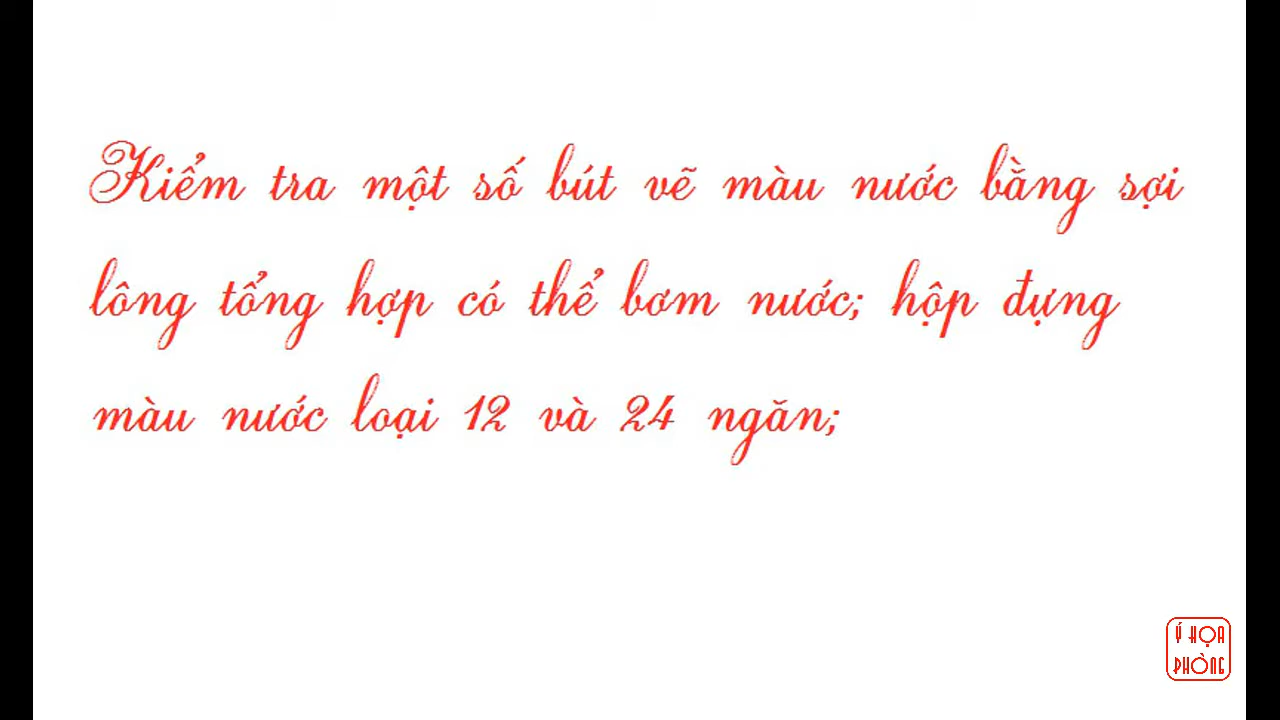 Kiểm tra một số bút vẽ màu nước bằng sợi
lông tổng hợp có thể bơm nước; hộp đựng
màu nước loại 12 và 24 ngăn;
Ý HỌA
PHÒNG